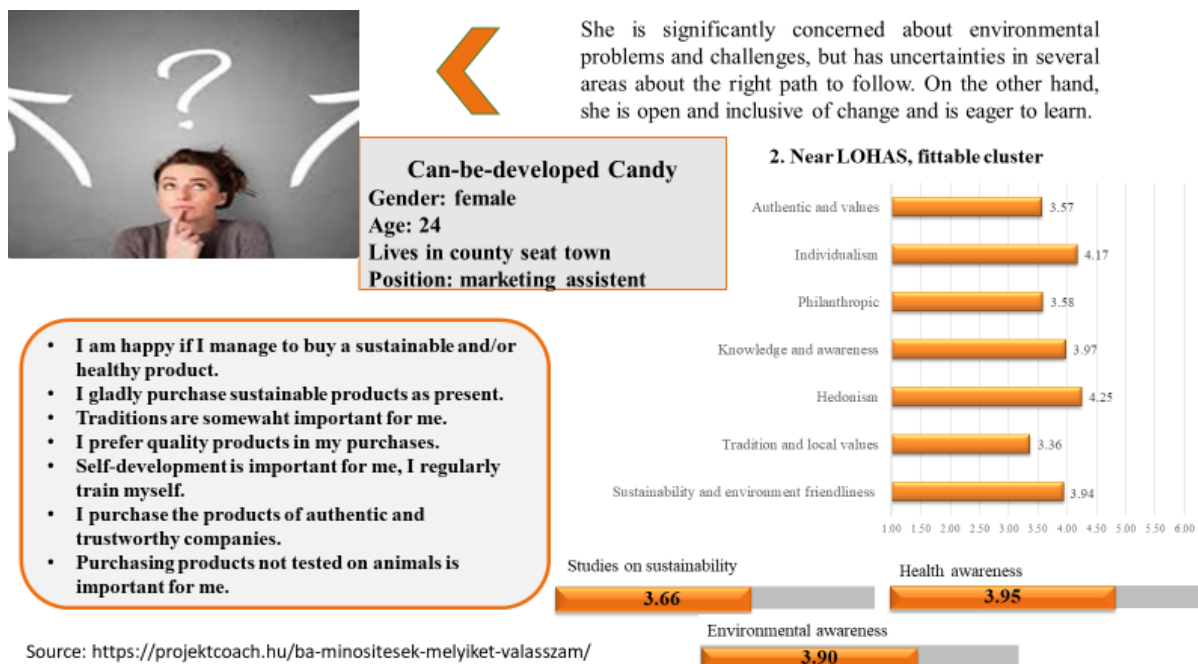 She is significantly concerned about environmental
problems and challenges, but has uncertainties in several
areas about the right path to follow. On the other hand,
she is open and inclusive of change and is eager to learn.
?
Can-be-developed Candy
Gender: female
Age: 24
Lives in county seat town
Position: marketing assistent
2. Near LOHAS, fittable cluster
Authentic and values 3.57
Individualism 4.17
Philanthropic 3.58
Knowledge and awareness 3.97
Hedonism 4.25
Tradition and local values 3.36
Sustainability and environment friendliness 3.94
1.00 1.50 2.00 2.50 3.00 3.50 4.00 4.50 5.00 5.50 6.00
• I am happy if I manage to buy a sustainable and/or
healthy product.
• I gladly purchase sustainable products as present.
• Traditions are somewaht important for me.
• I prefer quality products in my purchases.
• Self-development is important for me, I regularly
train myself.
• I purchase the products of authentic and
trustworthy companies.
• Purchasing products not tested on animals is
important for me.
Studies on sustainability
3.66
Health awareness
3.95
Environmental awareness
3.90
Source: https://projektcoach.hu/ba-minositesek-melyiket-valasszam/